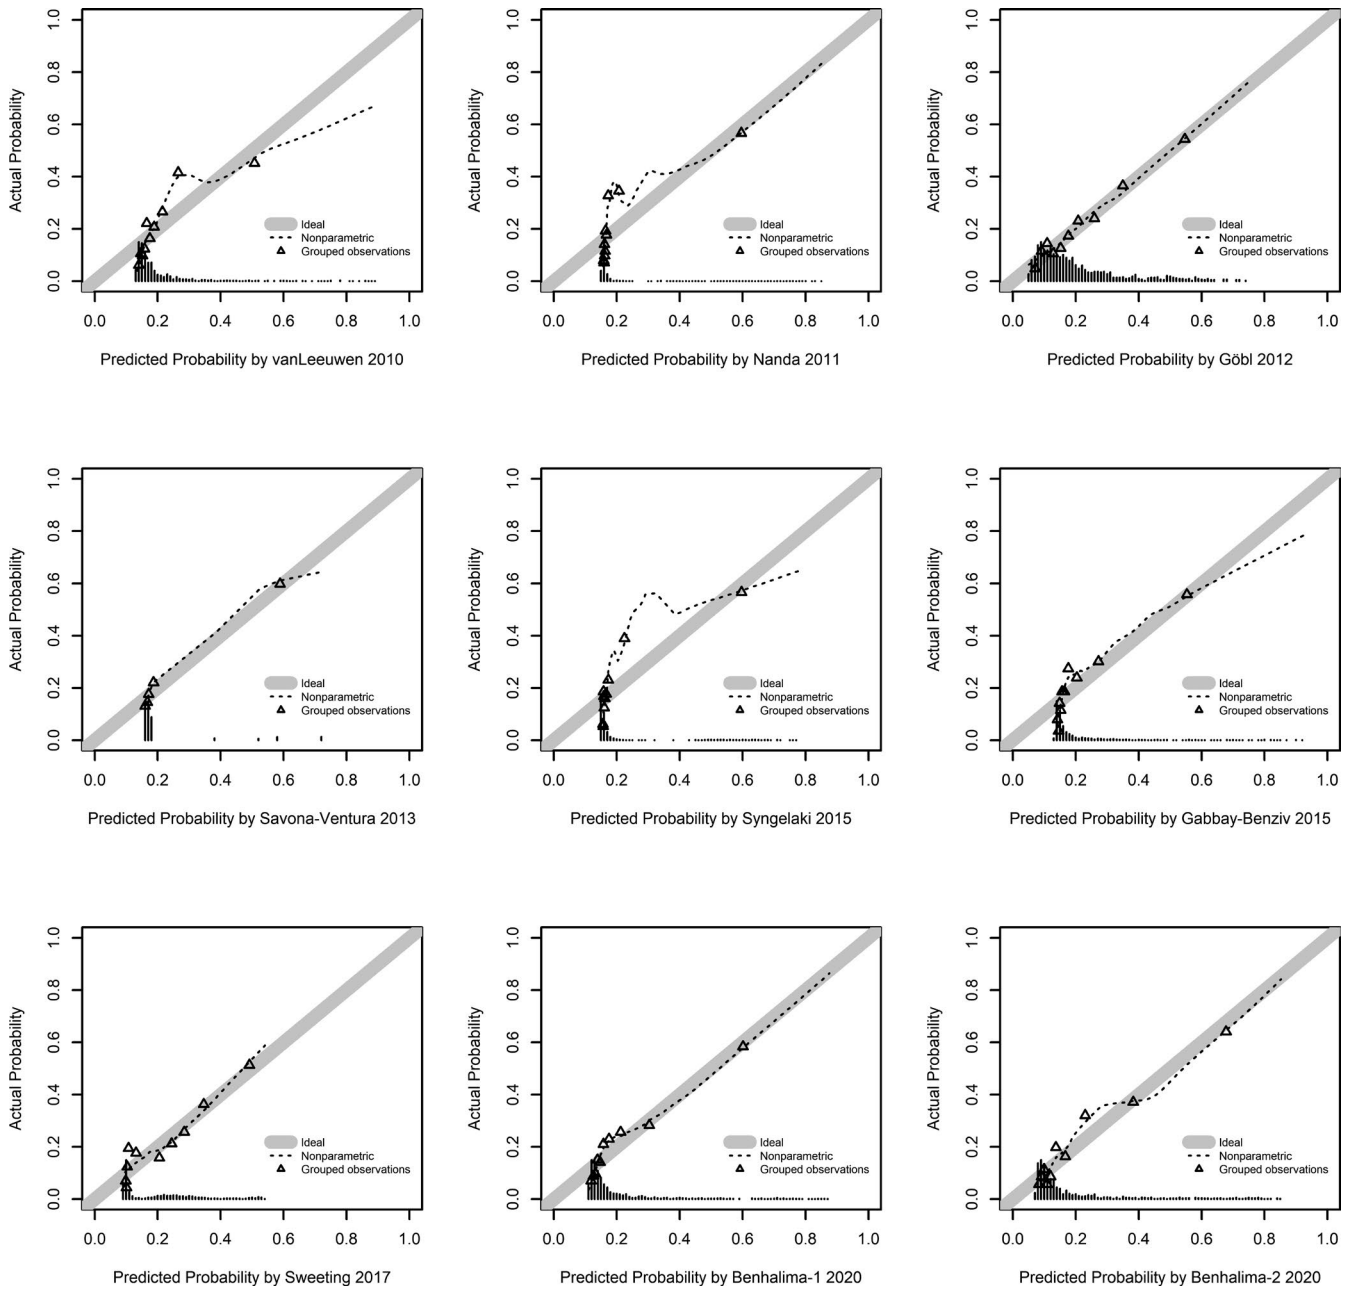 Actual Probability
1.0
0.8
0.6
0.4
0.2
0.0
Ideal
Nonparametric
Grouped observations
0.0 0.2 0.4 0.6 0.8 1.0
Predicted Probability by vanLeeuwen 2010
Actual Probability
1.0
0.8
0.6
0.4
0.2
0.0
Ideal
Nonparametric
Grouped observations
0.0 0.2 0.4 0.6 0.8 1.0
Predicted Probability by Nanda 2011
Actual Probability
1.0
0.8
0.6
0.4
0.2
0.0
Ideal
Nonparametric
Grouped observations
0.0 0.2 0.4 0.6 0.8 1.0
Predicted Probability by Göbl 2012
Actual Probability
1.0
0.8
0.6
0.4
0.2
0.0
Ideal
Nonparametric
Grouped observations
0.0 0.2 0.4 0.6 0.8 1.0
Predicted Probability by Savona-Ventura 2013
Actual Probability
1.0
0.8
0.6
0.4
0.2
0.0
Ideal
Nonparametric
Grouped observations
0.0 0.2 0.4 0.6 0.8 1.0
Predicted Probability by Syngelaki 2015
Actual Probability
1.0
0.8
0.6
0.4
0.2
0.0
Ideal
Nonparametric
Grouped observations
0.0 0.2 0.4 0.6 0.8 1.0
Predicted Probability by Gabbay-Benziv 2015
Actual Probability
1.0
0.8
0.6
0.4
0.2
0.0
Ideal
Nonparametric
Grouped observations
0.0 0.2 0.4 0.6 0.8 1.0
Predicted Probability by Sweeting 2017
Actual Probability
1.0
0.8
0.6
0.4
0.2
0.0
Ideal
Nonparametric
Grouped observations
0.0 0.2 0.4 0.6 0.8 1.0
Predicted Probability by Benhalima-1 2020
Actual Probability
1.0
0.8
0.6
0.4
0.2
0.0
Ideal
Nonparametric
Grouped observations
0.0 0.2 0.4 0.6 0.8 1.0
Predicted Probability by Benhalima-2 2020